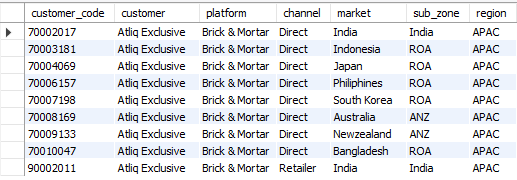 customer_code customer platform channel market sub_zone region
70002017 Atliq Exclusive Brick & Mortar Direct India India APAC
70003181 Atliq Exclusive Brick & Mortar Direct Indonesia ROA APAC
70004069 Atliq Exclusive Brick & Mortar Direct Japan ROA APAC
70006157 Atliq Exclusive Brick & Mortar Direct Philiphines ROA APAC
70007198 Atliq Exclusive Brick & Mortar Direct South Korea ROA APAC
70008169 Atliq Exclusive Brick & Mortar Direct Australia ANZ APAC
70009133 Atliq Exclusive Brick & Mortar Direct Newzealand ANZ APAC
70010047 Atliq Exclusive Brick & Mortar Direct Bangladesh ROA APAC
90002011 Atliq Exclusive Brick & Mortar Retailer India India APAC